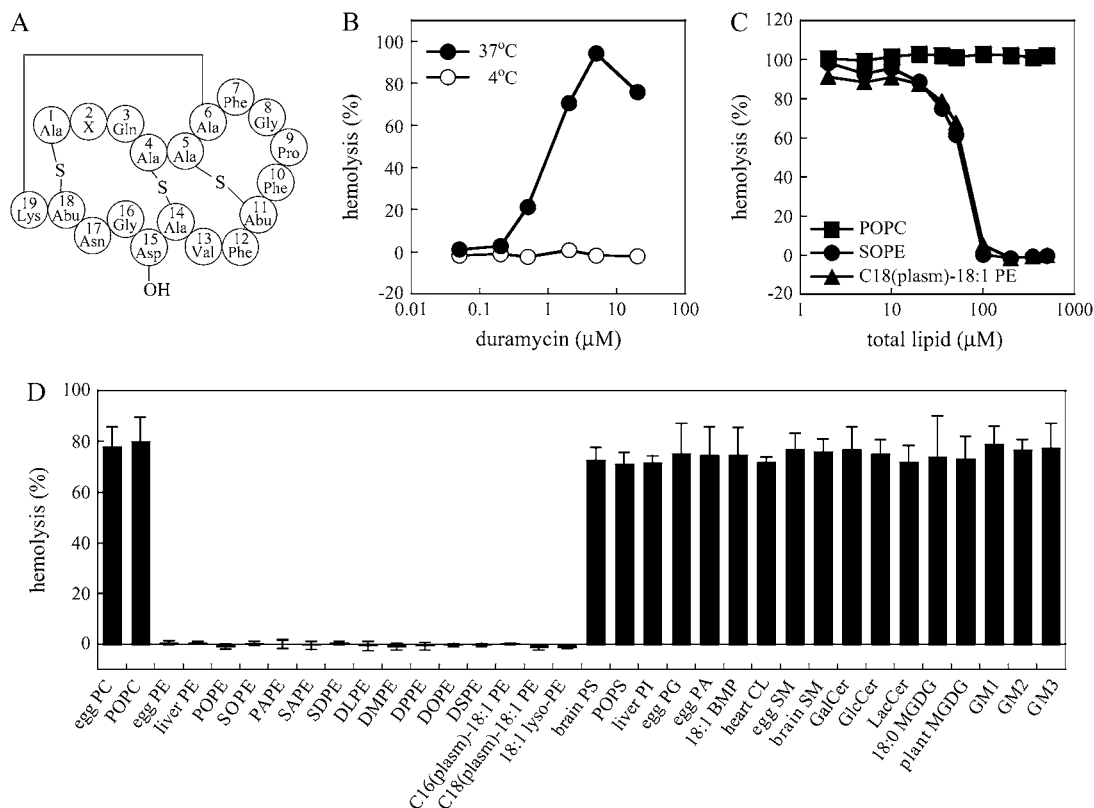 A
1 Ala
2 X
3 Gln
4 Ala
5 Ala
6 Ala
7 Phe
8 Gly
9 Pro
10 Phe
11 Abu
12 Phe
13 Val
14 Ala
15 Asp
16 Gly
17 Asn
18 Abu
19 Lys
S
S
S
OH
B
hemolysis (%)
100
80
60
40
20
0
-20
37°C
4°C
0.01 0.1 1 10 100
duramycin (μM)
C
hemolysis (%)
120
100
80
60
40
20
0
-20
POPC
SOPE
C18(plasm)-18:1 PE
1 10 100 1000
total lipid (μM)
D
hemolysis (%)
100
80
60
40
20
0
-20
egg PC
POPC
egg PE
liver PE
POPE
SOPE
PAPE
SAPE
SDPE
DLPE
DMPE
DPPE
DOPE
DSPE
C16(plasm)-18:1 PE
C18(plasm)-18:1 PE
18:1 lyso-PE
brain PS
POPS
liver PI
egg PG
egg PA
18:1 BMP
heart CL
egg SM
brain SM
GalCer
GlcCer
LacCer
18:0 MGDG
plant MGDG
GM1
GM2
GM3